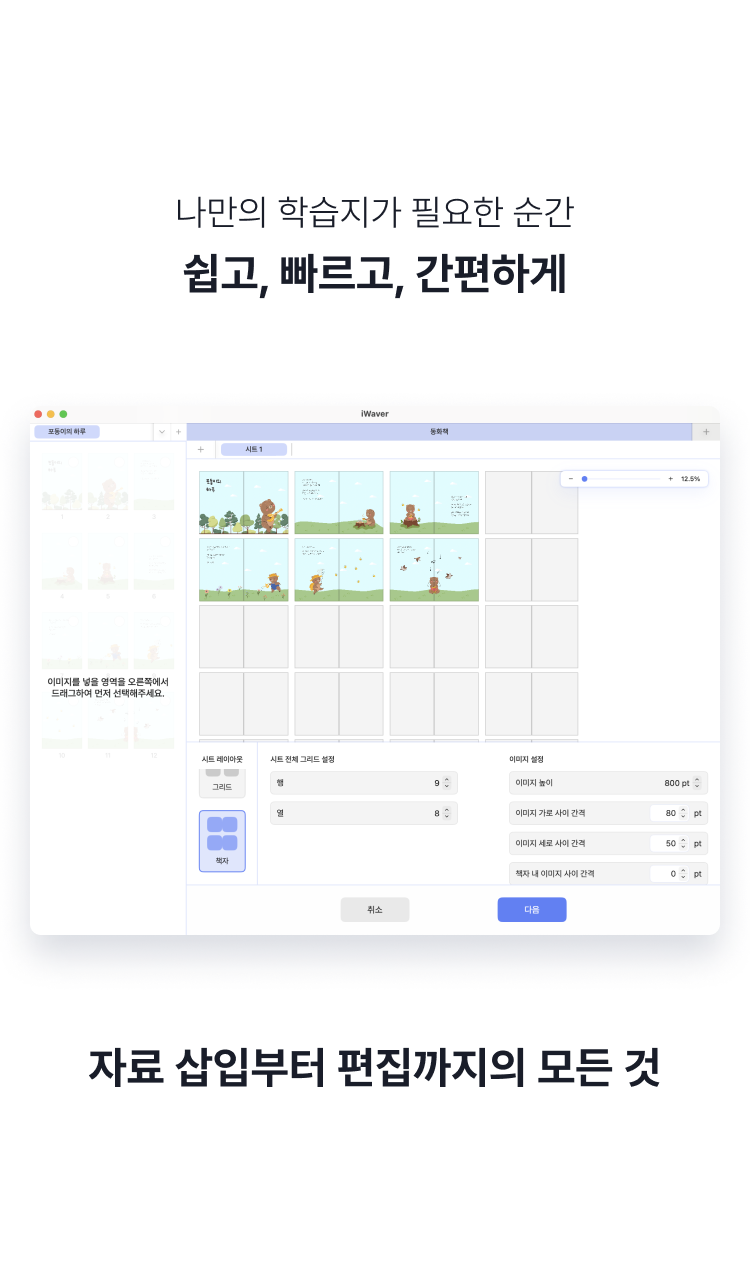 나만의 학습지가 필요한 순간
쉽고, 빠르고, 간편하게
iWaver
포동이의 하루
동화책
시트 1
12.5%
포동이의
하루
이미지를 넣을 영역을 오른쪽에서
드래그하여 먼저 선택해주세요.
10
11
12
시트 레이아웃
그리드
책자
시트 전체 그리드 설정
행
9
열
8
이미지 설정
이미지 높이
800 pt
이미지 가로 사이 간격
80
pt
이미지 세로 사이 간격
50
pt
책자 내 이미지 사이 간격
0
pt
취소
다음
자료 삽입부터 편집까지의 모든 것